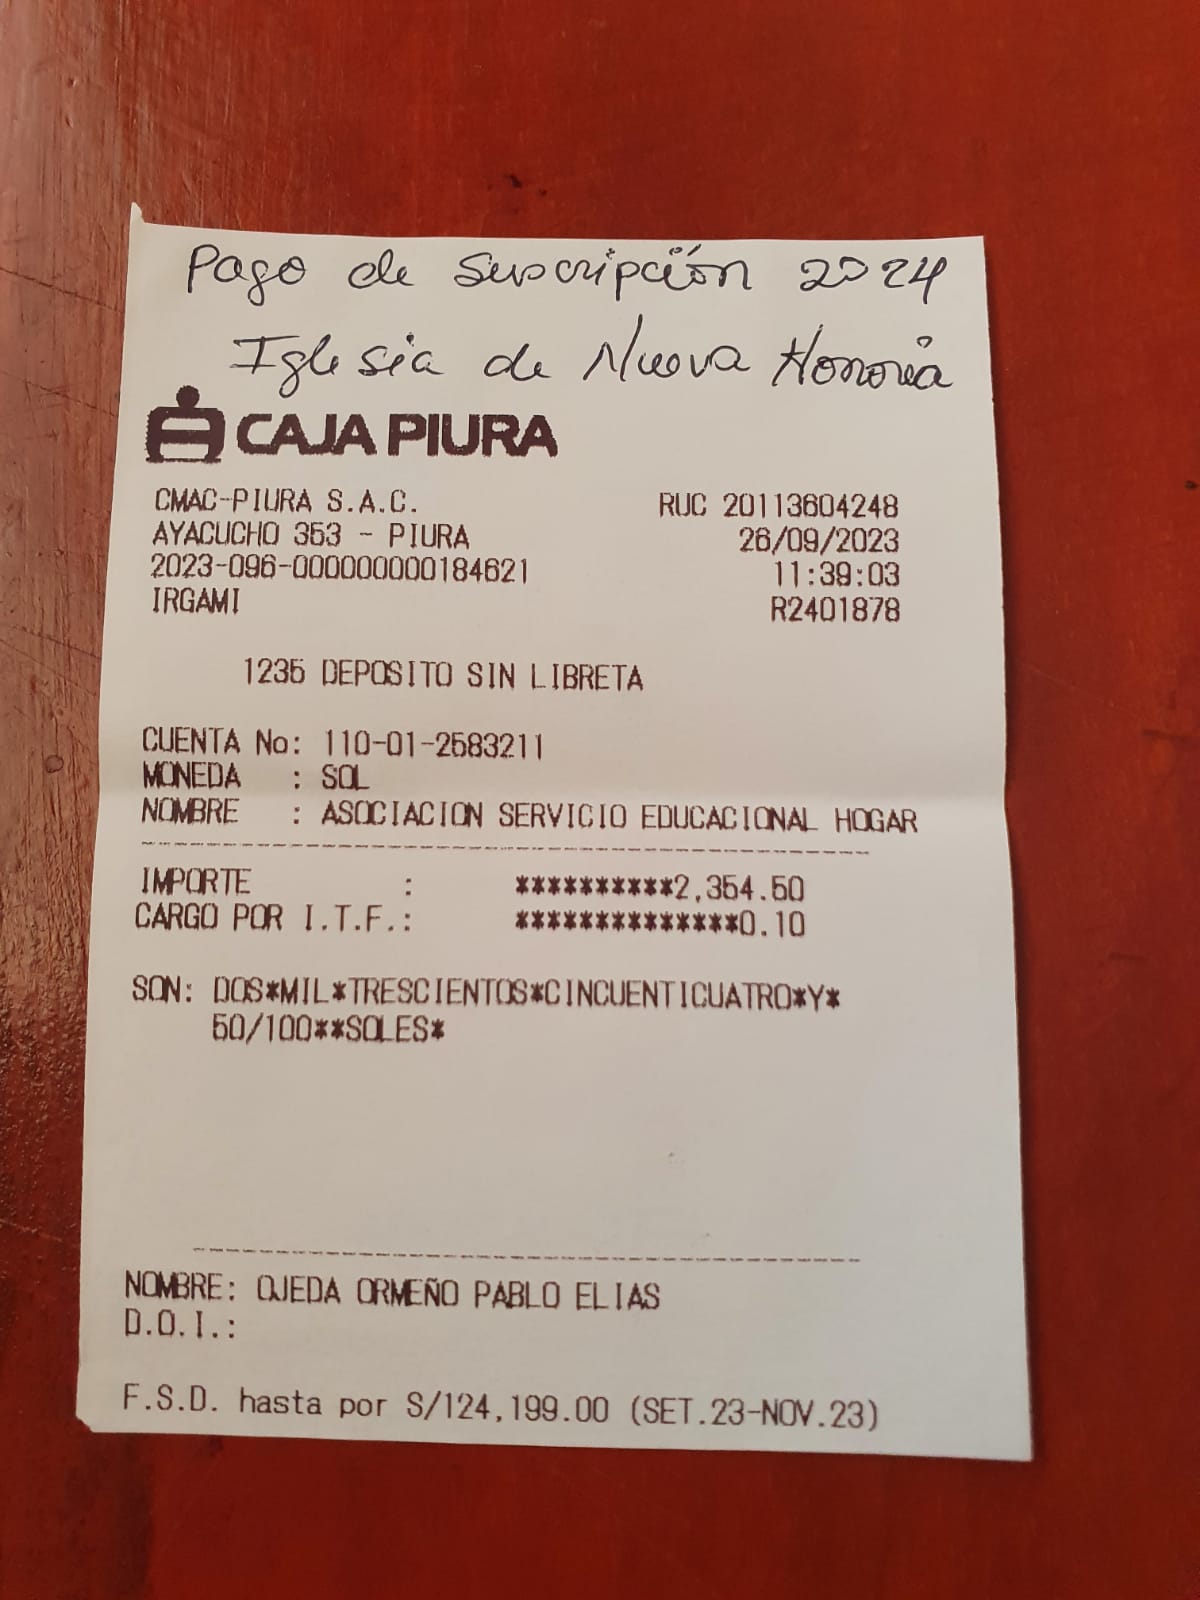 Pago de suscripción 2024
Iglesia de Nueva Honoria
CAJA PIURA
CMAC-PIURA S.A.C. RUC 20113604248
AYACUCHO 353 - PIURA 26/09/2023
2023-096-000000000184621 11:39:03
IRGAMI R2401878
1235 DEPOSITO SIN LIBRETA
CUENTA No: 110-01-2583211
MONEDA : SOL
NOMBRE : ASOCIACION SERVICIO EDUCACIONAL HOGAR
IMPORTE : **********2,354.50
CARGO POR I.T.F.: **************0.10
SON: DOS*MIL*TRESCIENTOS*CINCUENTICUATRO*Y*
50/100**SOLES*
NOMBRE: OJEDA ORMEÑO PABLO ELIAS
D.O.I.:
F.S.D. hasta por S/124,199.00 (SET.23-NOV.23)